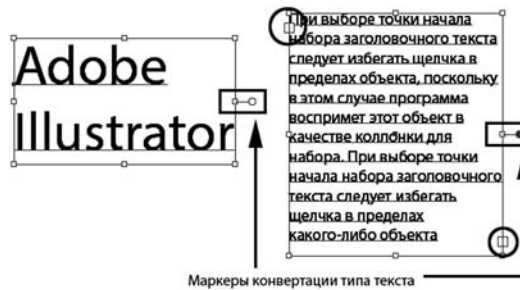 Adobe
Illustrator
При выборе точки начала
набора заголовочного текста
следует избегать щелчка в
пределах объекта, поскольку
в этом случае программа
воспримет этот объект в
качестве коллонки для
набора. При выборе точки
начала набора заголовочного
текста следует избегать
щелчка в пределах
какого-либо объекта
Маркеры конвертации типа текста